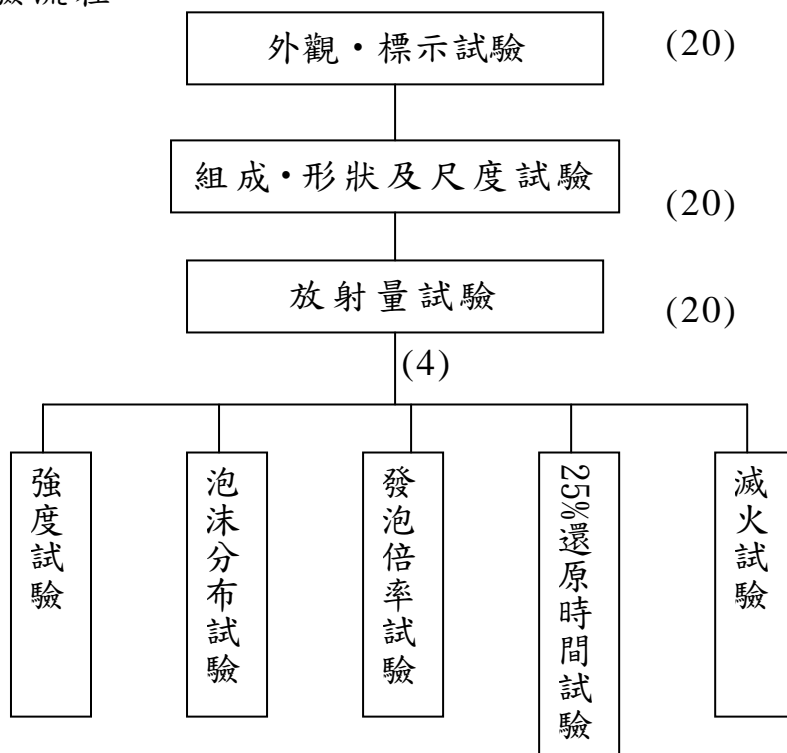 外觀・標示試驗 (20)
組成・形狀及尺度試驗 (20)
放射量試驗 (20)
(4)
強度試驗
泡沫分布試驗
發泡倍率試驗
25%還原時間試驗
滅火試驗